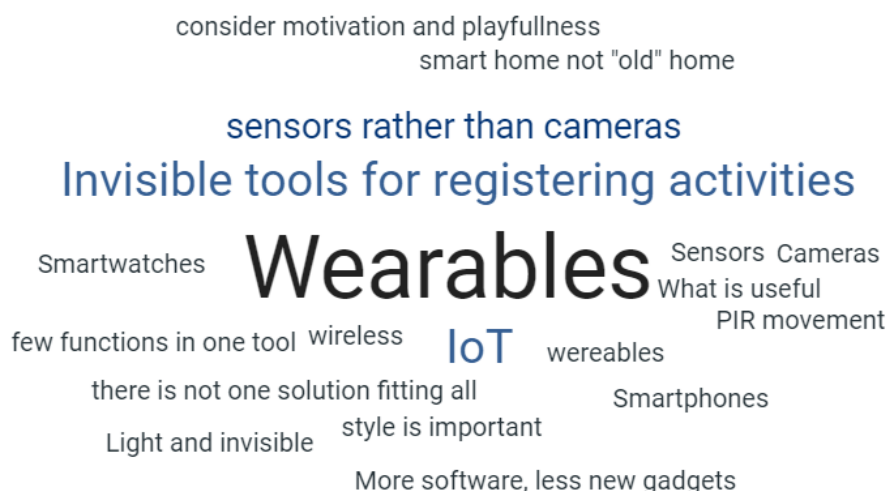 consider motivation and playfullness
smart home not "old" home
sensors rather than cameras
Invisible tools for registering activities
Smartwatches
Wearables
Sensors
Cameras
What is useful
PIR movement
few functions in one tool
wireless
IoT
wereables
there is not one solution fitting all
Smartphones
style is important
Light and invisible
More software, less new gadgets